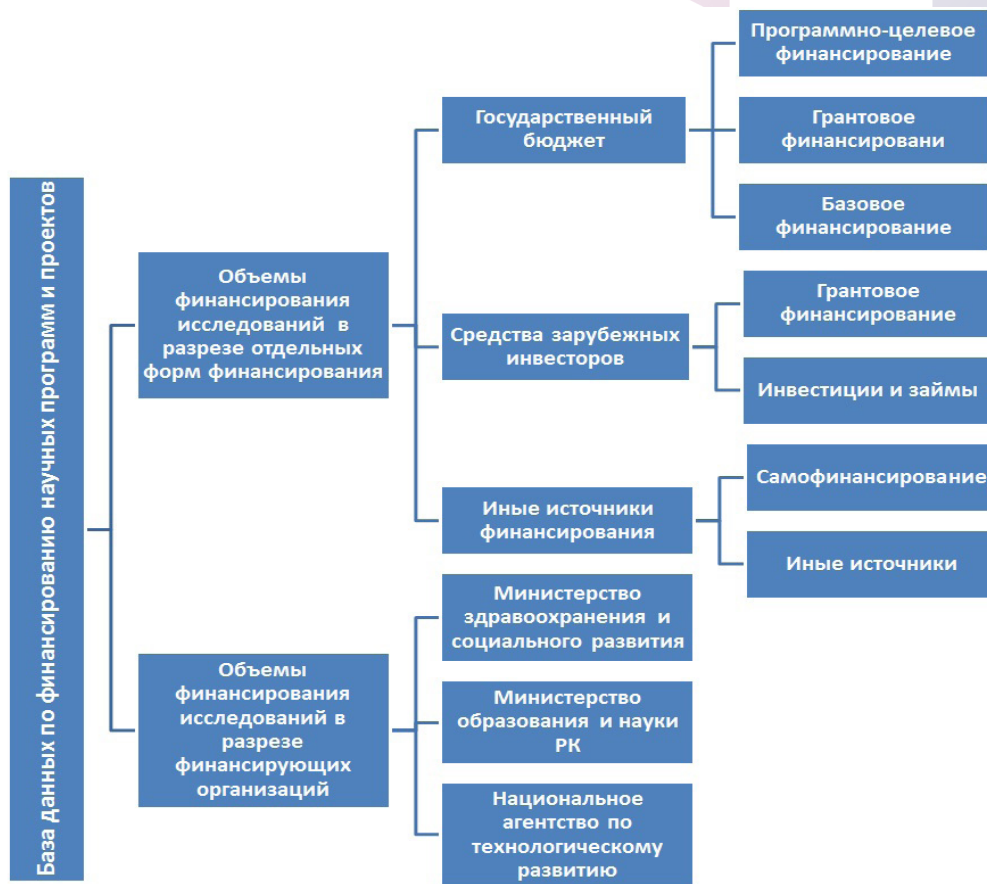 База данных по финансированию научных программ и проектов
Объемы
финансирования
исследований в
разрезе отдельных
форм финансирования
Государственный
бюджет
Программно-целевое
финансирование
Грантовое
финансировани
Базовое
финансирование
Средства зарубежных
инвесторов
Грантовое
финансирование
Инвестиции и займы
Иные источники
финансирования
Самофинансирование
Иные источники
Объемы
финансирования
исследований в
разрезе
финансирующих
организаций
Министерство
здравоохранения и
социального развития
Министерство
образования и науки
РК
Национальное
агентство по
технологическому
развитию